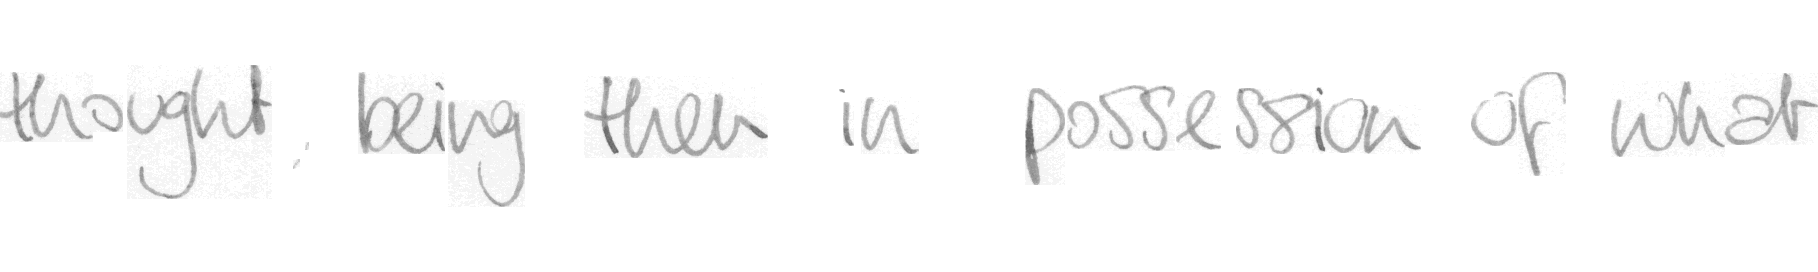 thought, being then in possession of what